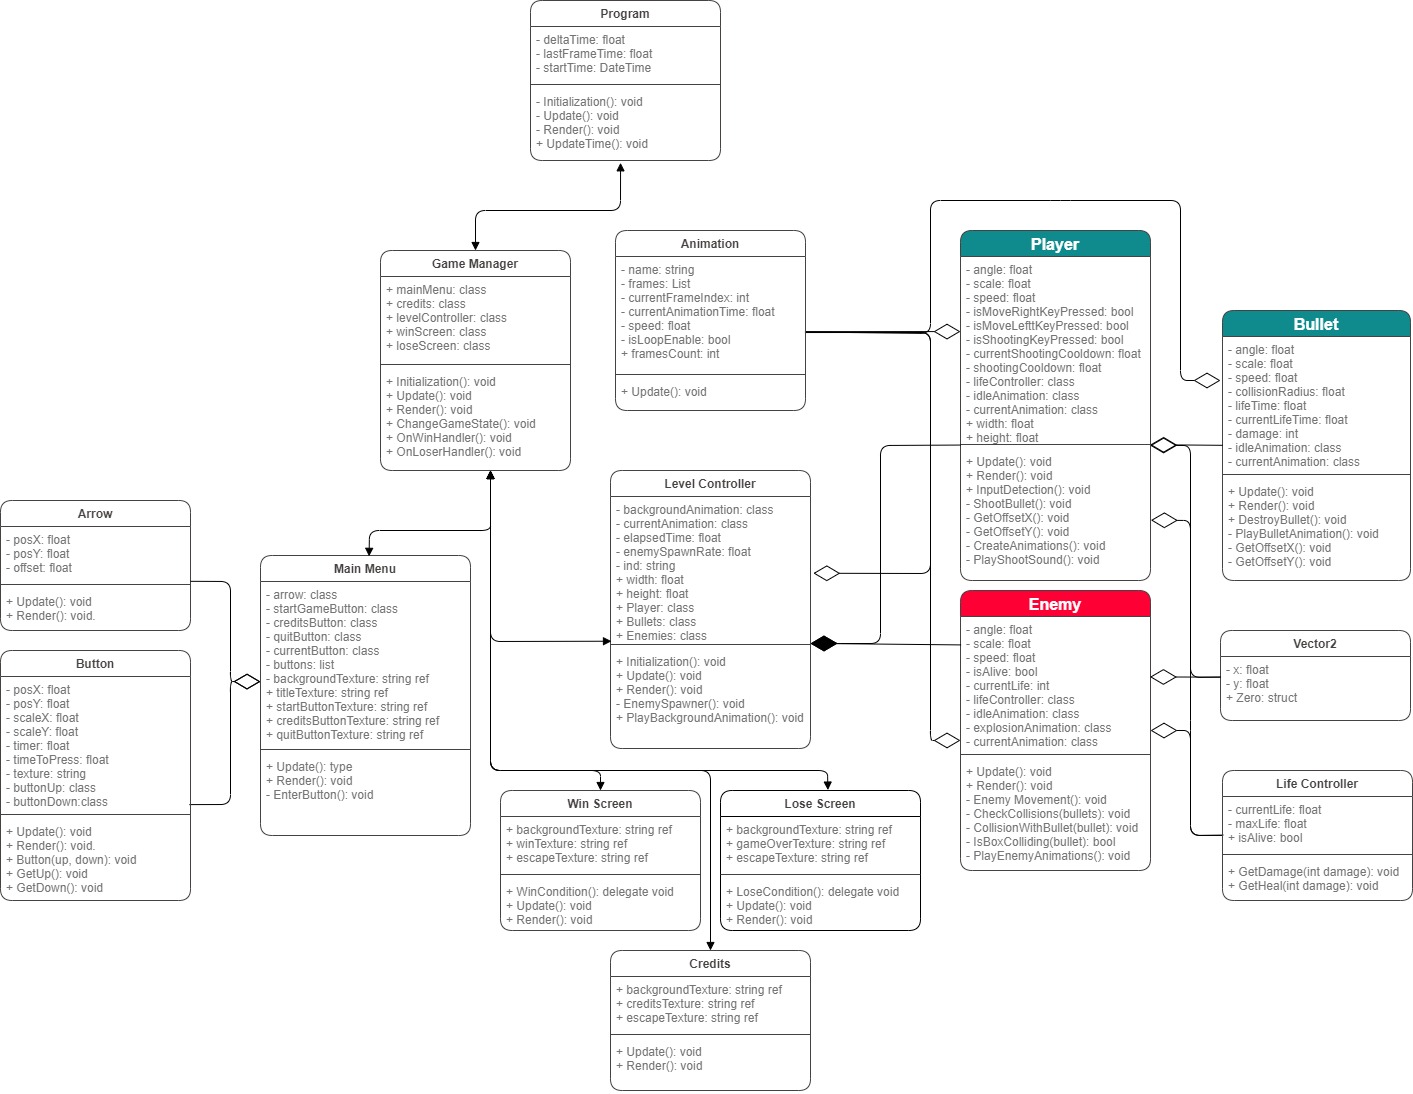 Program
- deltaTime: float
- lastFrameTime: float
- startTime: DateTime
- Initialization(): void
- Update(): void
- Render(): void
+ UpdateTime(): void
Game Manager
+ mainMenu: class
+ credits: class
+ levelController: class
+ winScreen: class
+ loseScreen: class
+ Initialization(): void
+ Update(): void
+ Render(): void
+ ChangeGameState(): void
+ OnWinHandler(): void
+ OnLoserHandler(): void
Animation
- name: string
- frames: List
- currentFrameIndex: int
- currentAnimationTime: float
- speed: float
- isLoopEnable: bool
+ framesCount: int
+ Update(): void
Player
- angle: float
- scale: float
- speed: float
- isMoveRightKeyPressed: bool
- isMoveLefttKeyPressed: bool
- isShootingKeyPressed: bool
- currentShootingCooldown: float
- shootingCooldown: float
- lifeController: class
- idleAnimation: class
- currentAnimation: class
+ width: float
+ height: float
+ Update(): void
+ Render(): void
+ InputDetection(): void
- ShootBullet(): void
- GetOffsetX(): void
- GetOffsetY(): void
- CreateAnimations(): void
- PlayShootSound(): void
Bullet
- angle: float
- scale: float
- speed: float
- collisionRadius: float
- lifeTime: float
- currentLifeTime: float
- damage: int
- idleAnimation: class
- currentAnimation: class
+ Update(): void
+ Render(): void
+ DestroyBullet(): void
- PlayBulletAnimation(): void
- GetOffsetX(): void
- GetOffsetY(): void
Arrow
- posX: float
- posY: float
- offset: float
+ Update(): void
+ Render(): void.
Button
- posX: float
- posY: float
- scaleX: float
- scaleY: float
- timer: float
- timeToPress: float
- texture: string
- buttonUp: class
- buttonDown:class
+ Update(): void
+ Render(): void.
+ Button(up, down): void
+ GetUp(): void
+ GetDown(): void
Main Menu
- arrow: class
- startGameButton: class
- creditsButton: class
- quitButton: class
- currentButton: class
- buttons: list
- backgroundTexture: string ref
+ titleTexture: string ref
+ startButtonTexture: string ref
+ creditsButtonTexture: string ref
+ quitButtonTexture: string ref
+ Update(): type
+ Render(): void
- EnterButton(): void
Level Controller
- backgroundAnimation: class
- currentAnimation: class
- elapsedTime: float
- enemySpawnRate: float
- ind: string
+ width: float
+ height: float
+ Player: class
+ Bullets: class
+ Enemies: class
+ Initialization(): void
+ Update(): void
+ Render(): void
- EnemySpawner(): void
+ PlayBackgroundAnimation(): void
Enemy
- angle: float
- scale: float
- speed: float
- isAlive: bool
- currentLife: int
- lifeController: class
- idleAnimation: class
- explosionAnimation: class
- currentAnimation: class
+ Update(): void
+ Render(): void
- Enemy Movement(): void
- CheckCollisions(bullets): void
- CollisionWithBullet(bullet): void
- IsBoxColliding(bullet): bool
- PlayEnemyAnimations(): void
Vector2
- x: float
- y: float
+ Zero: struct
Life Controller
- currentLife: float
- maxLife: float
+ isAlive: bool
+ GetDamage(int damage): void
+ GetHeal(int damage): void
Win Screen
+ backgroundTexture: string ref
+ winTexture: string ref
+ escapeTexture: string ref
+ WinCondition(): delegate void
+ Update(): void
+ Render(): void
Lose Screen
+ backgroundTexture: string ref
+ gameOverTexture: string ref
+ escapeTexture: string ref
+ LoseCondition(): delegate void
+ Update(): void
+ Render(): void
Credits
+ backgroundTexture: string ref
+ creditsTexture: string ref
+ escapeTexture: string ref
+ Update(): void
+ Render(): void